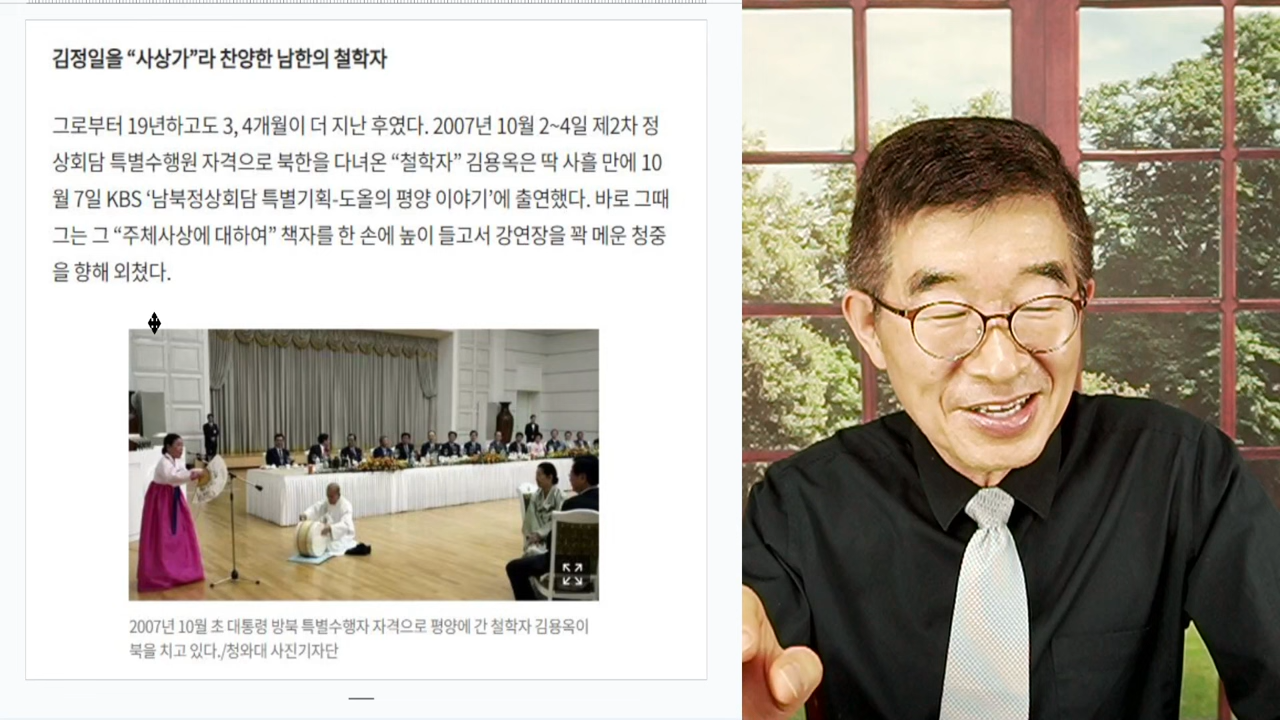 김정일을 “사상가”라 찬양한 남한의 철학자
그로부터 19년하고도 3, 4개월이 더 지난 후였다. 2007년 10월 2~4일 제2차 정
상회담 특별수행원 자격으로 북한을 다녀온 “철학자” 김용옥은 딱 사흘 만에 10
월 7일 KBS ‘남북정상회담 특별기획-도올의 평양 이야기’에 출연했다. 바로 그때
그는 그 “주체사상에 대하여” 책자를 한 손에 높이 들고서 강연장을 꽉 메운 청중
을 향해 외쳤다.
2007년 10월 초 대통령 방북 특별수행자 자격으로 평양에 간 철학자 김용옥이
북을 치고 있다./청와대 사진기자단